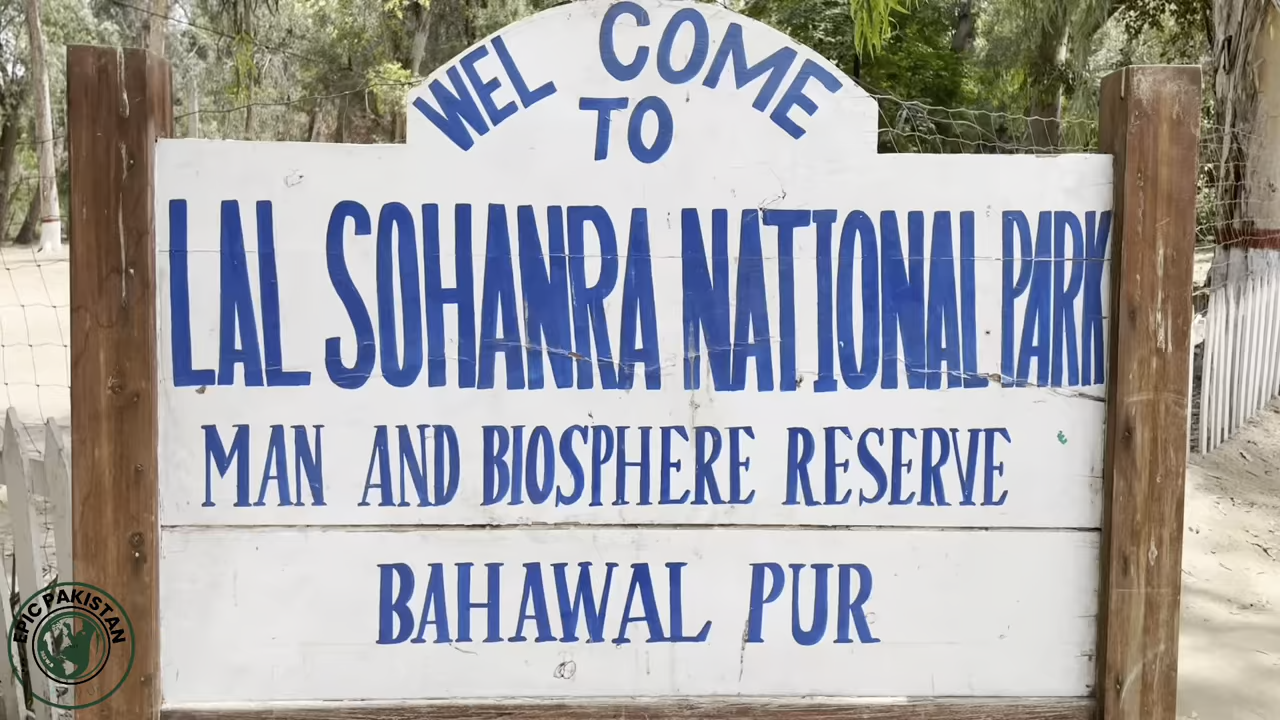 WEL COME
TO
LAL SOHANRA NATIONAL PARK
MAN AND BIOSPHERE RESERVE
BAHAWAL PUR
EPIC PAKISTAN